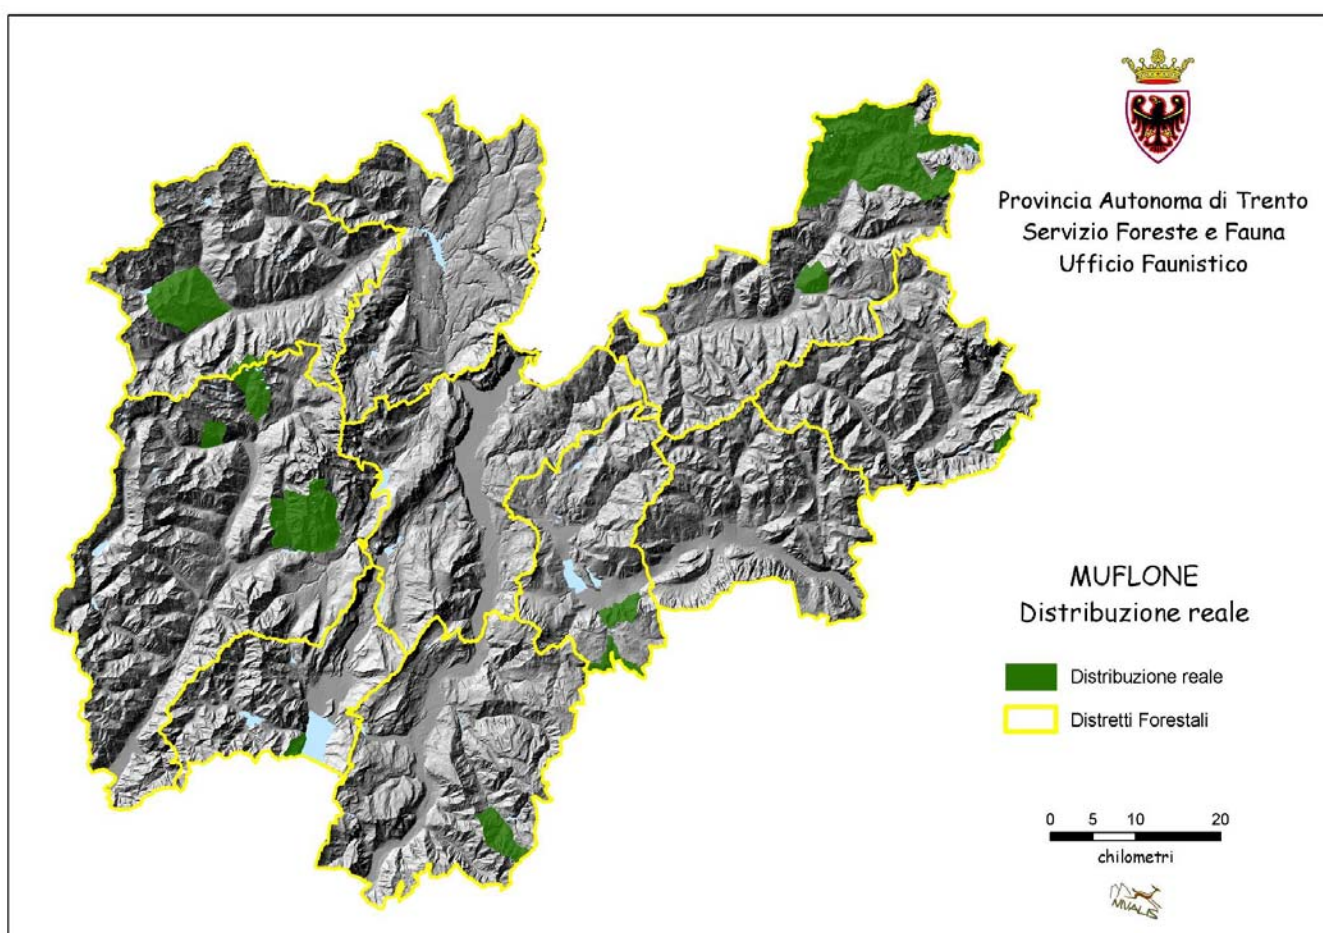 Provincia Autonoma di Trento
Servizio Foreste e Fauna
Ufficio Faunistico
MUFLONE
Distribuzione reale
Distribuzione reale
Distretti Forestali
0 5 10 20
chilometri
NIVALIS